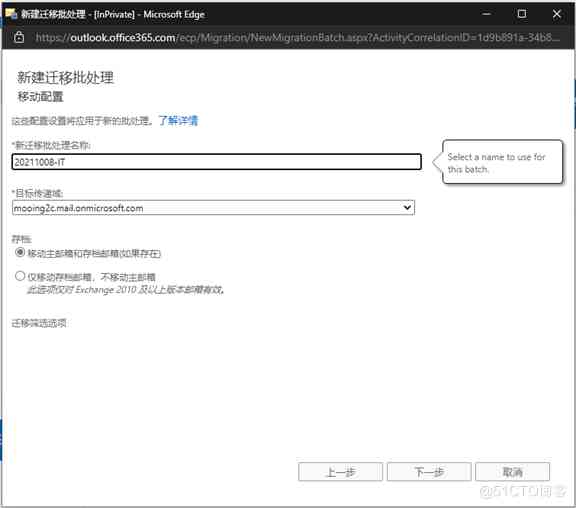 新建迁移批处理 - [InPrivate] - Microsoft Edge
https://outlook.office365.com/ecp/Migration/NewMigrationBatch.aspx?ActivityCorrelationID=1d9b891a-34b8...
新建迁移批处理
移动配置
这些配置设置将应用于新的批处理。了解详情
*新迁移批处理名称:
20211008-IT
Select a name to use for
this batch.
*目标传递域:
mooing2c.mail.onmicrosoft.com
存档:
移动主邮箱和存档邮箱(如果存在)
仅移动存档邮箱，不移动主邮箱
此选项仅对 Exchange 2010 及以上版本邮箱有效。
迁移筛选选项
上一步 下一步 取消
@51CTO博客